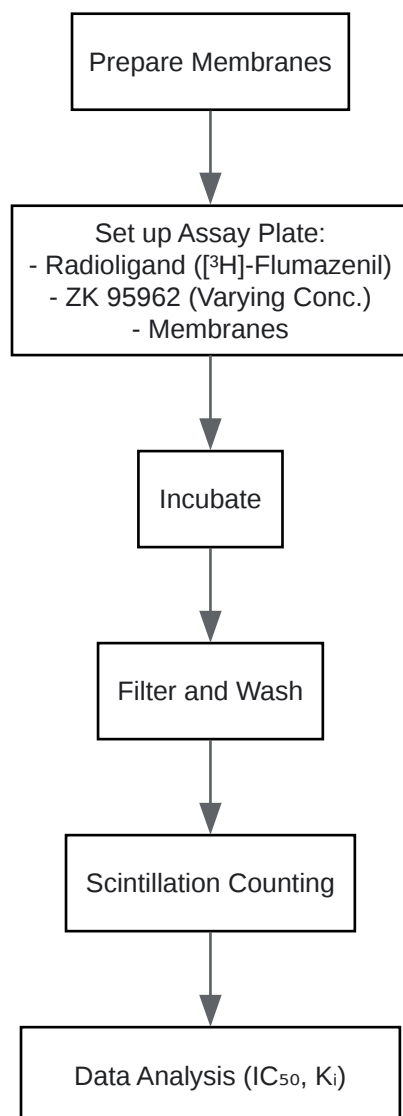 Prepare Membranes
Set up Assay Plate:
- Radioligand ([³H]-Flumazenil)
- ZK 95962 (Varying Conc.)
- Membranes
Incubate
Filter and Wash
Scintillation Counting
Data Analysis (IC₅₀, Kᵢ)